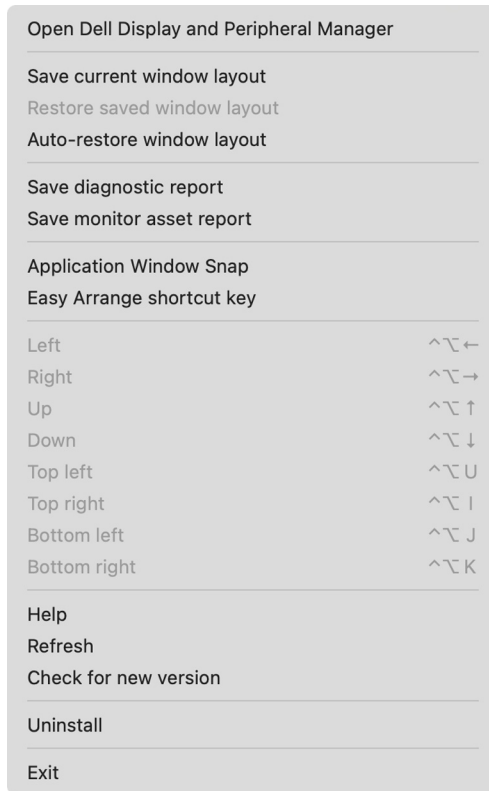 Open Dell Display and Peripheral Manager
Save current window layout
Restore saved window layout
Auto-restore window layout
Save diagnostic report
Save monitor asset report
Application Window Snap
Easy Arrange shortcut key
Left ^⌥←
Right ^⌥→
Up ^⌥↑
Down ^⌥↓
Top left ^⌥U
Top right ^⌥I
Bottom left ^⌥J
Bottom right ^⌥K
Help
Refresh
Check for new version
Uninstall
Exit